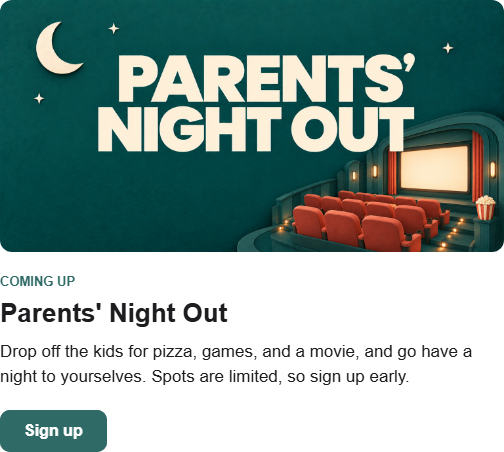 PARENTS’
NIGHT OUT
COMING UP
Parents' Night Out
Drop off the kids for pizza, games, and a movie, and go have a
night to yourselves. Spots are limited, so sign up early.
Sign up